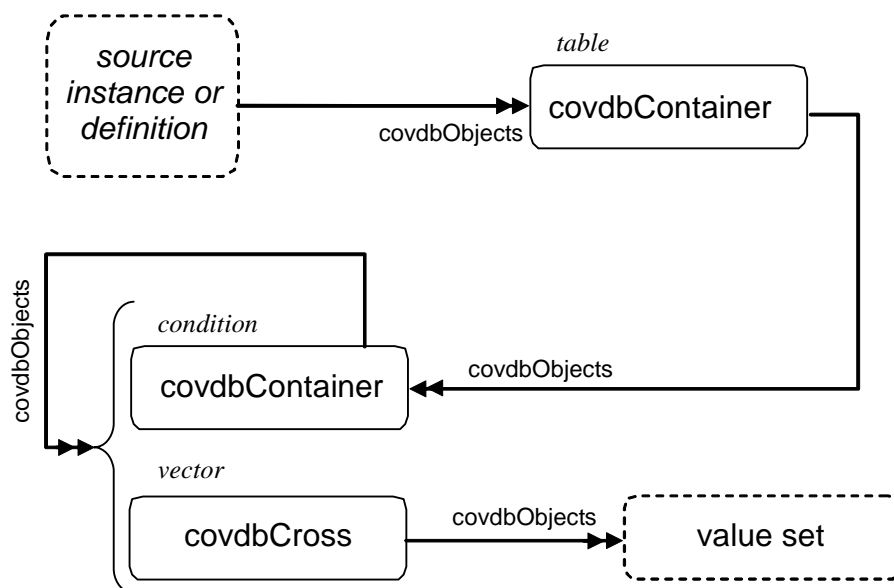 source
instance or
definition
table
covdbContainer
covdbObjects
covdbObjects
condition
covdbContainer
covdbObjects
vector
covdbCross
covdbObjects
value set